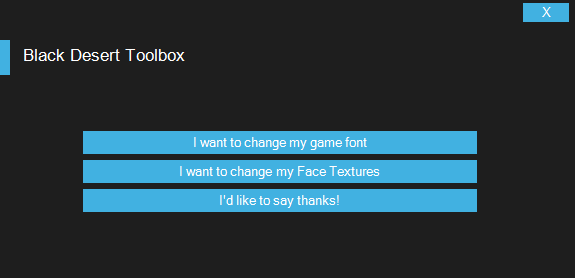 X
Black Desert Toolbox
I want to change my game font
I want to change my Face Textures
I'd like to say thanks!